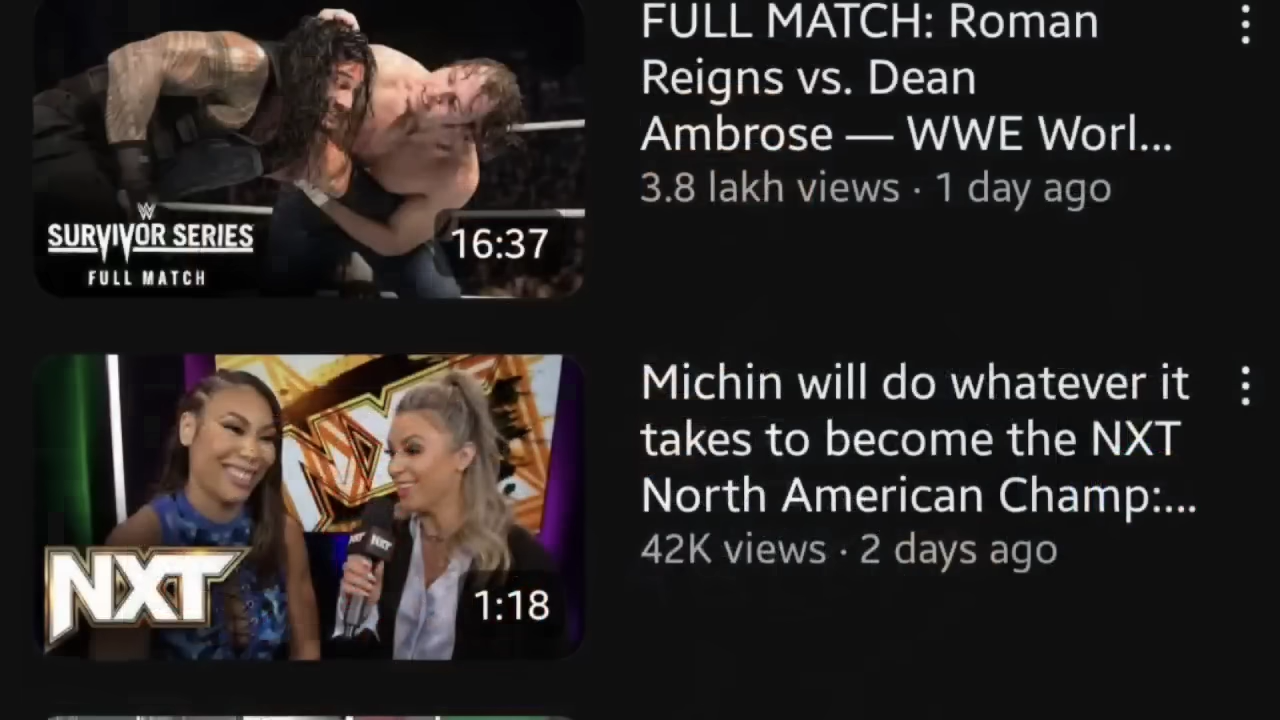 FULL MATCH: Roman
Reigns vs. Dean
Ambrose — WWE Worl...
3.8 lakh views · 1 day ago
W
SURVIVOR SERIES
FULL MATCH
16:37
Michin will do whatever it
takes to become the NXT
North American Champ:...
42K views · 2 days ago
NXT
NXT
NXT
1:18